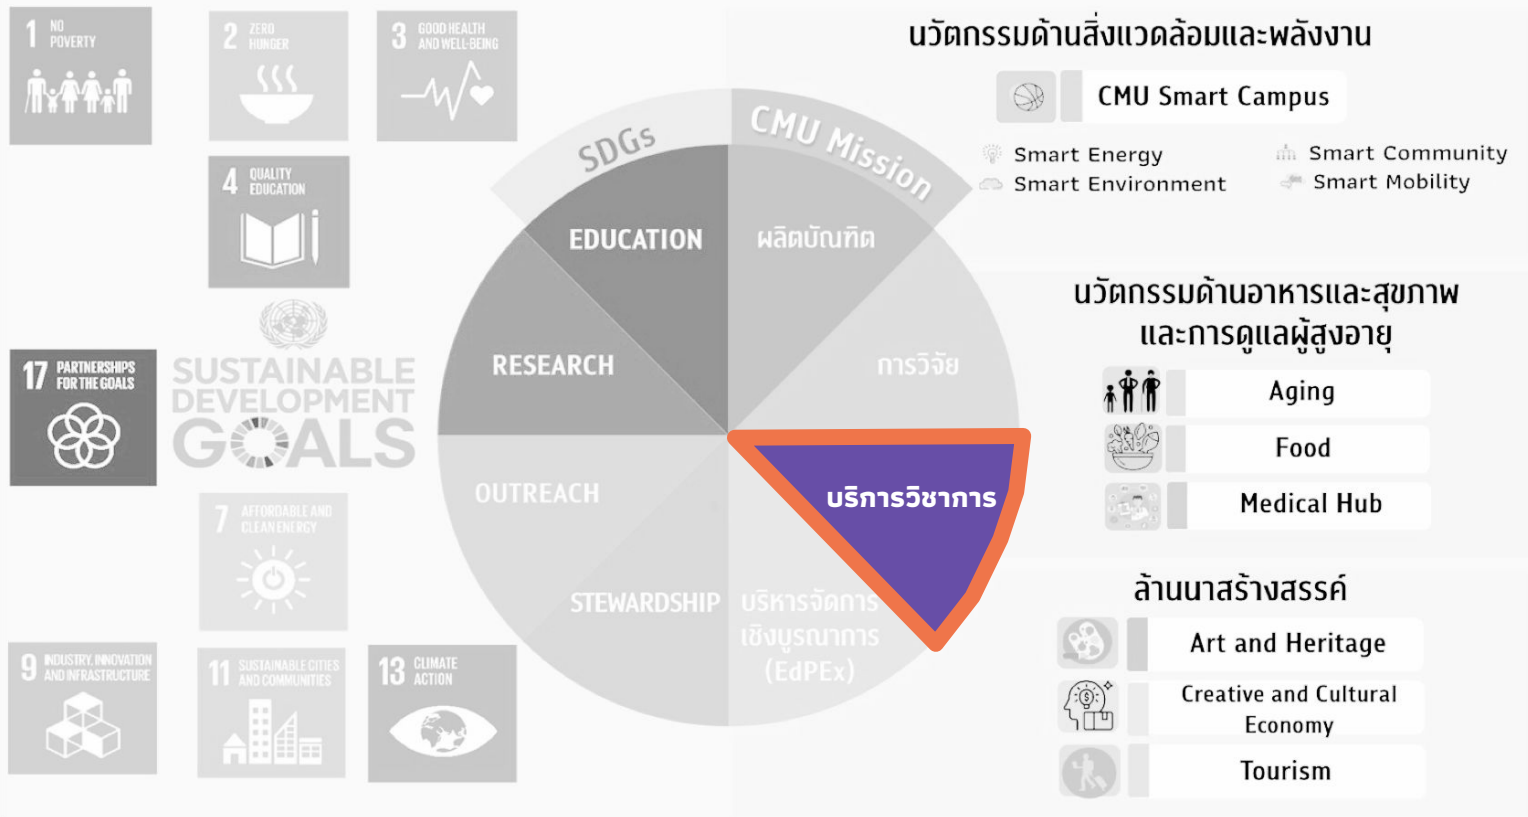 1 NO
POVERTY
2 ZERO
HUNGER
3 GOOD HEALTH
AND WELL-BEING
4 QUALITY
EDUCATION
17 PARTNERSHIPS
FOR THE GOALS
SUSTAINABLE
DEVELOPMENT
GOALS
7 AFFORDABLE AND
CLEAN ENERGY
9 INDUSTRY, INNOVATION
AND INFRASTRUCTURE
11 SUSTAINABLE CITIES
AND COMMUNITIES
13 CLIMATE
ACTION
SDGs
CMU Mission
EDUCATION
ผลิตบัณฑิต
RESEARCH
การวิจัย
OUTREACH
บริการวิชาการ
STEWARDSHIP
บริหารจัดการ
เชิงบูรณาการ
(EdPEx)
นวัตกรรมด้านสิ่งแวดล้อมและพลังงาน
CMU Smart Campus
Smart Energy
Smart Community
Smart Environment
Smart Mobility
นวัตกรรมด้านอาหารและสุขภาพ
และการดูแลผู้สูงอายุ
Aging
Food
Medical Hub
ล้านนาสร้างสรรค์
Art and Heritage
Creative and Cultural
Economy
Tourism